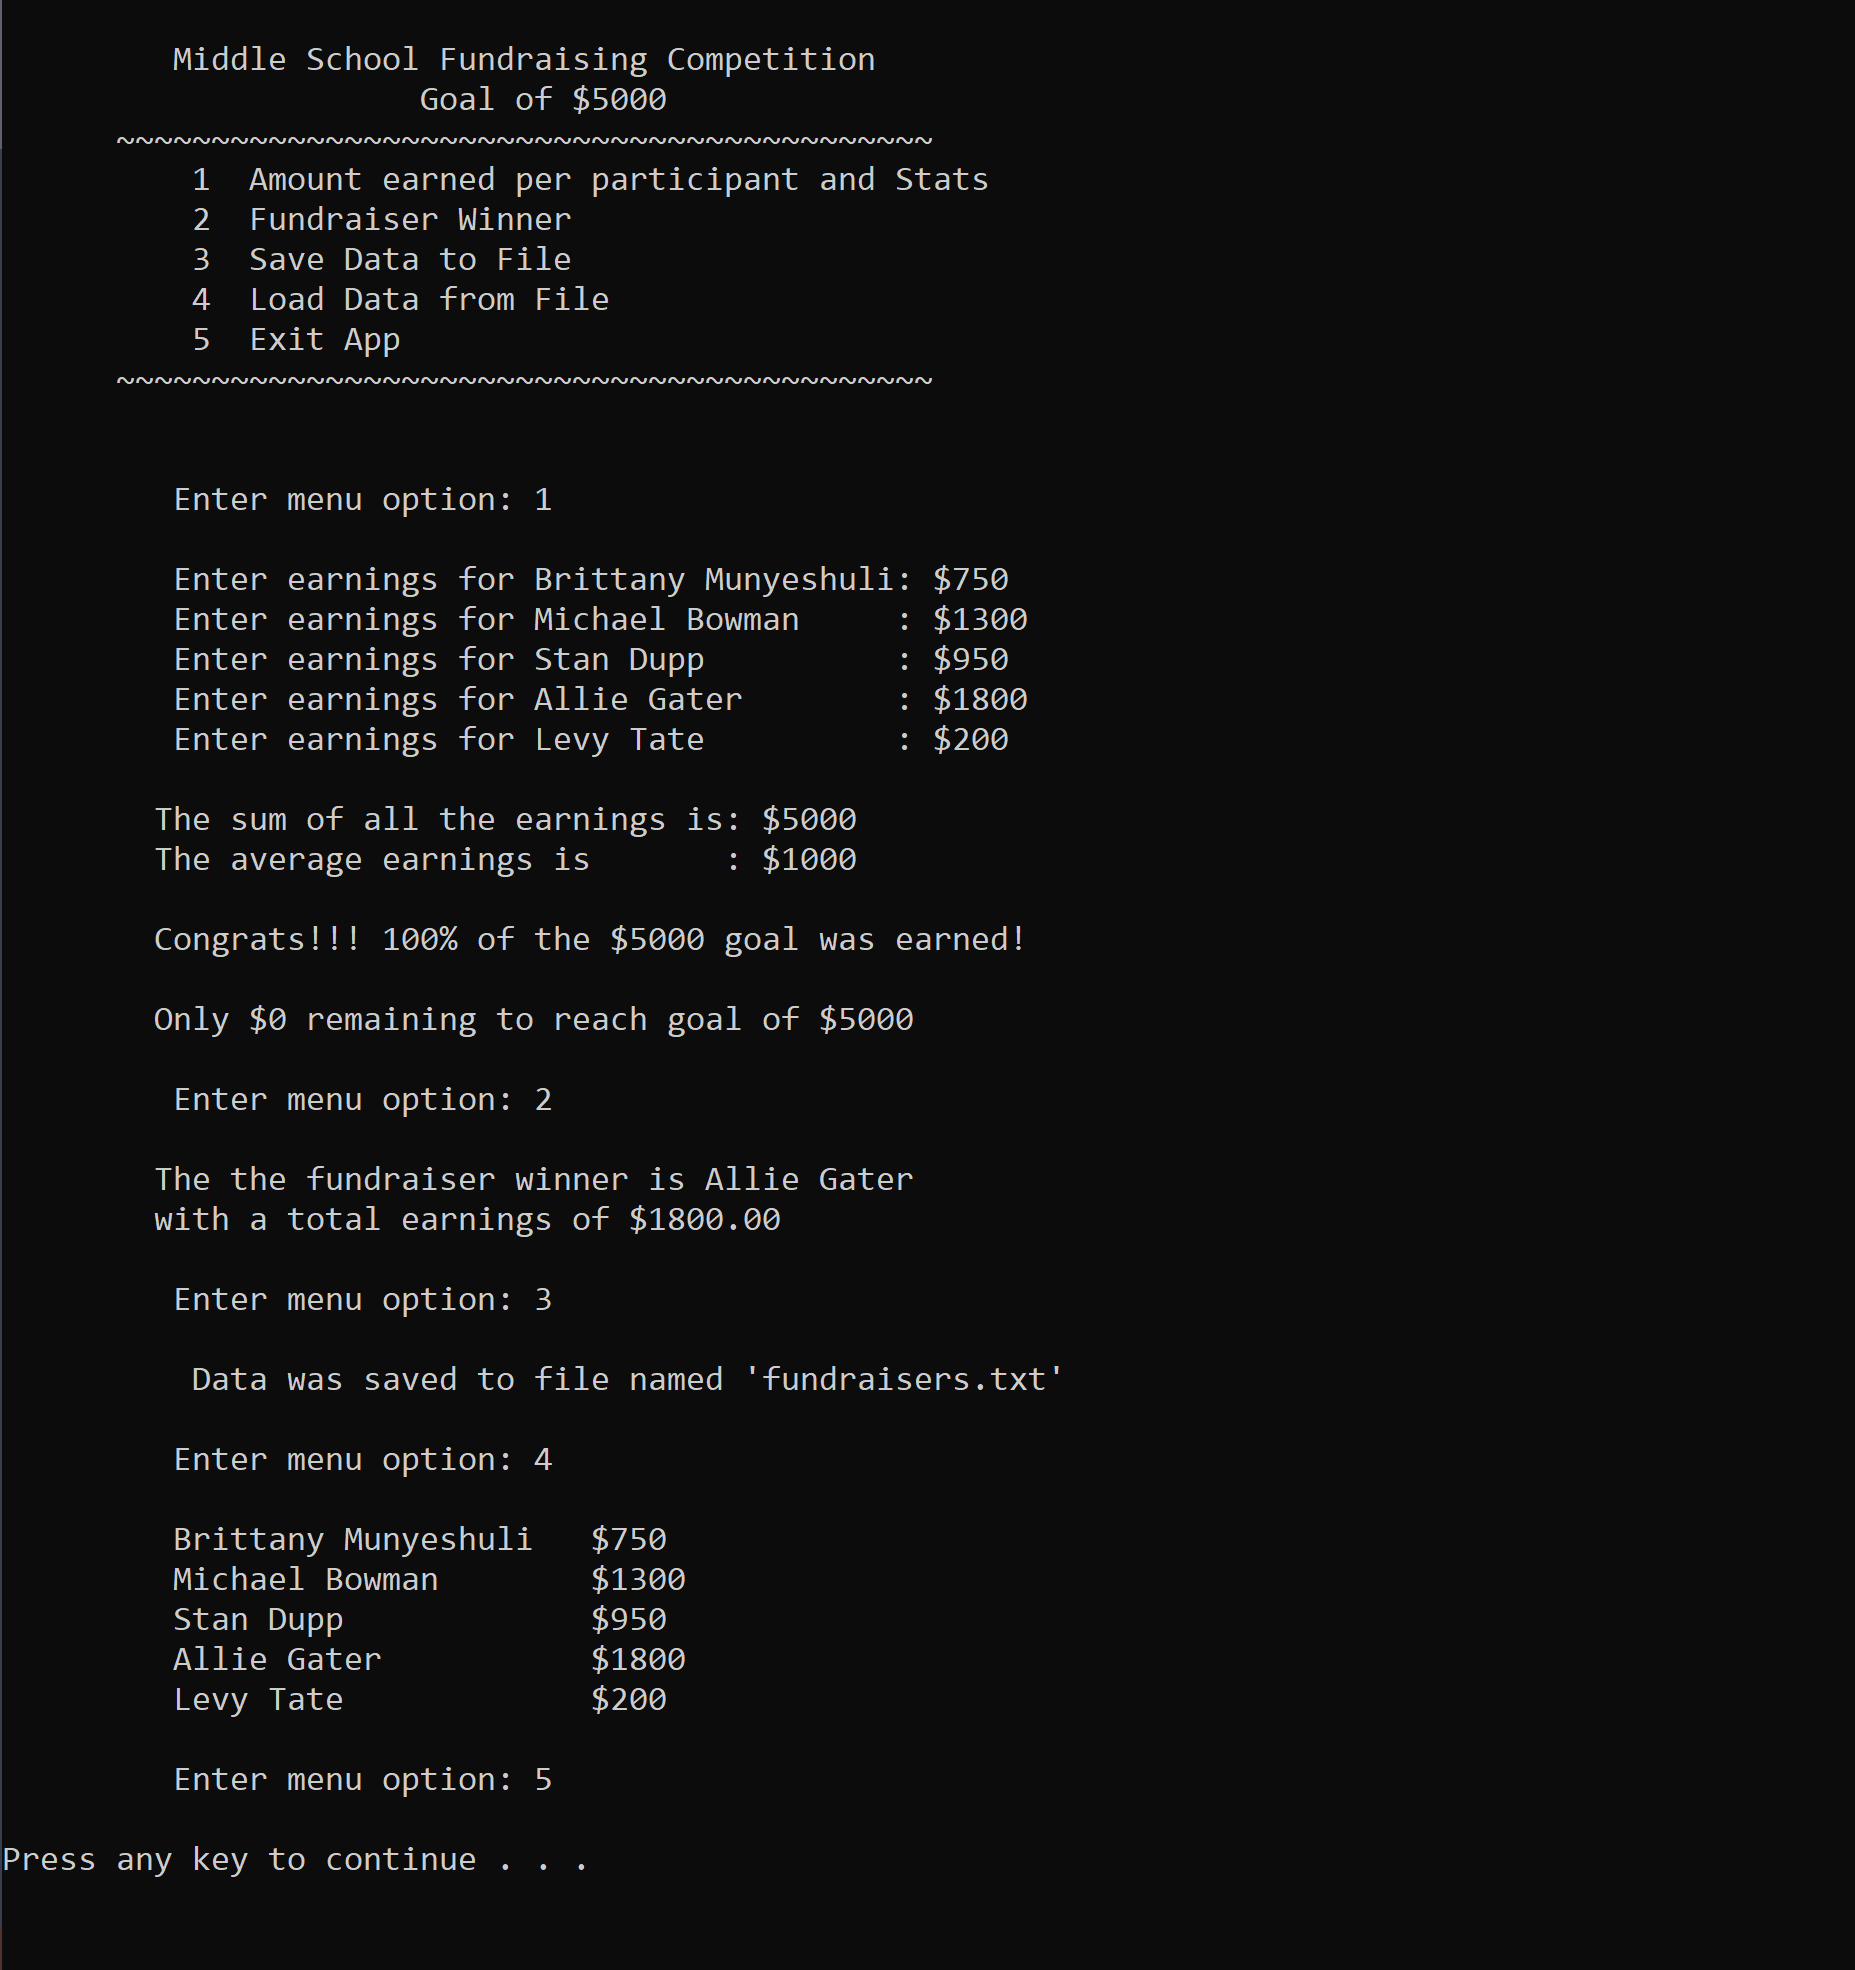 Middle School Fundraising Competition
Goal of $5000
~~~~~~~~~~~~~~~~~~~~~~~~~~~~~~~~~~~~~~~~~~~
1  Amount earned per participant and Stats
2  Fundraiser Winner
3  Save Data to File
4  Load Data from File
5  Exit App
~~~~~~~~~~~~~~~~~~~~~~~~~~~~~~~~~~~~~~~~~~~
Enter menu option: 1
Enter earnings for Brittany Munyeshuli: $750
Enter earnings for Michael Bowman     : $1300
Enter earnings for Stan Dupp          : $950
Enter earnings for Allie Gater        : $1800
Enter earnings for Levy Tate          : $200
The sum of all the earnings is: $5000
The average earnings is       : $1000
Congrats!!! 100% of the $5000 goal was earned!
Only $0 remaining to reach goal of $5000
Enter menu option: 2
The the fundraiser winner is Allie Gater
with a total earnings of $1800.00
Enter menu option: 3
Data was saved to file named 'fundraisers.txt'
Enter menu option: 4
Brittany Munyeshuli   $750
Michael Bowman        $1300
Stan Dupp             $950
Allie Gater           $1800
Levy Tate             $200
Enter menu option: 5
Press any key to continue . . .